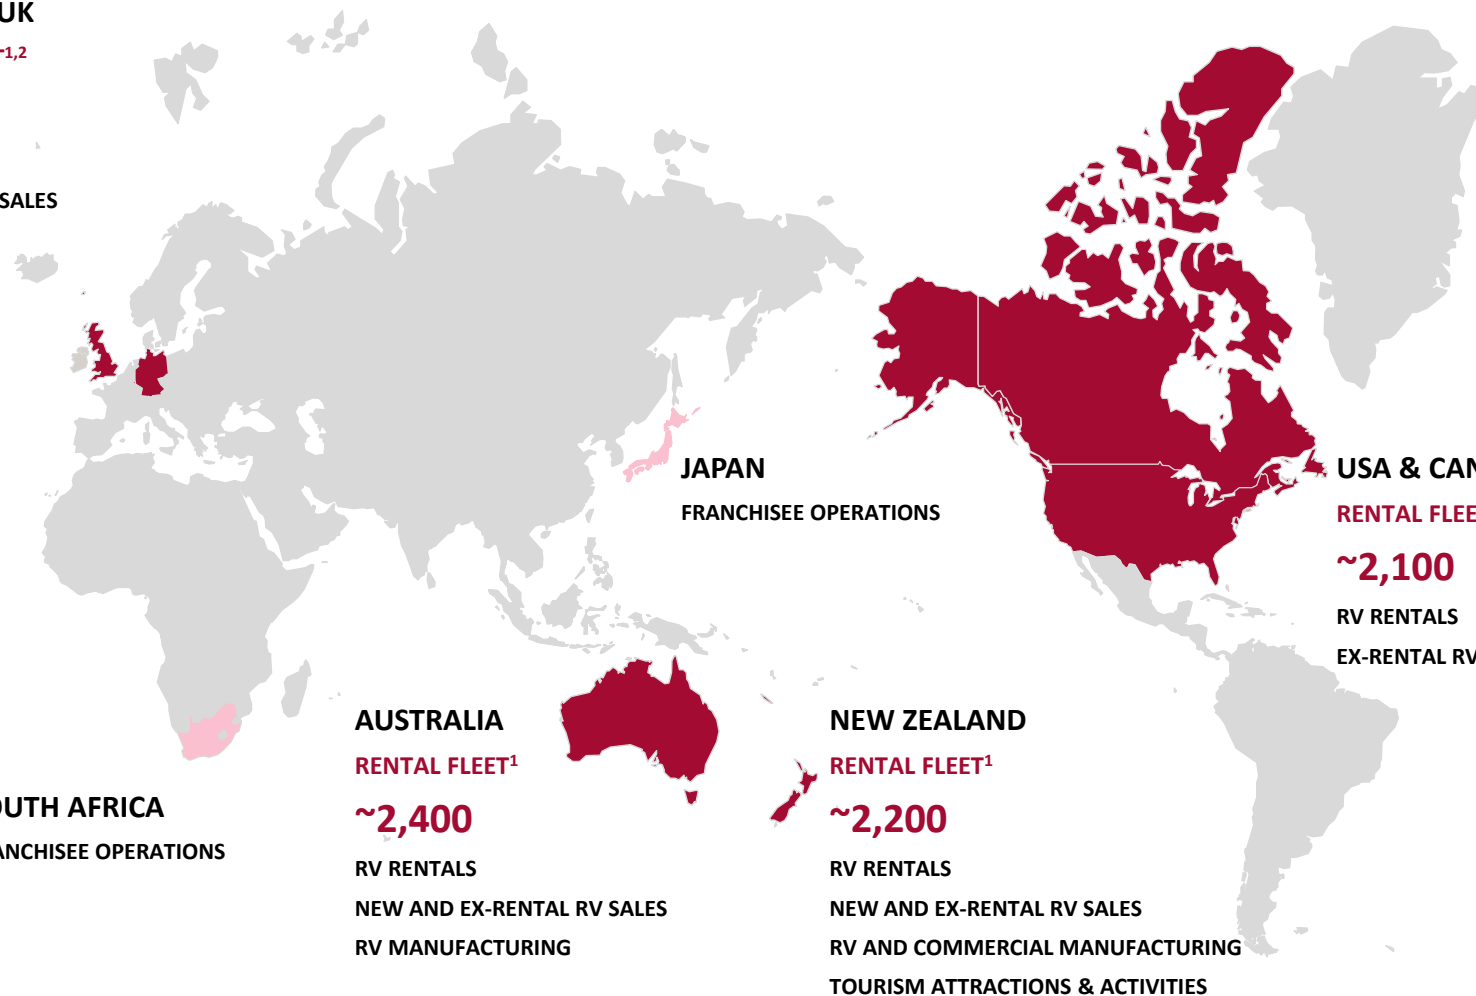 UK
1,2
SALES
JAPAN
FRANCHISEE OPERATIONS
USA & CAN
RENTAL FLEE
~2,100
RV RENTALS
EX-RENTAL RV
AUSTRALIA
RENTAL FLEET¹
~2,400
RV RENTALS
NEW AND EX-RENTAL RV SALES
RV MANUFACTURING
NEW ZEALAND
RENTAL FLEET¹
~2,200
RV RENTALS
NEW AND EX-RENTAL RV SALES
RV AND COMMERCIAL MANUFACTURING
TOURISM ATTRACTIONS & ACTIVITIES
UTH AFRICA
ANCHISEE OPERATIONS